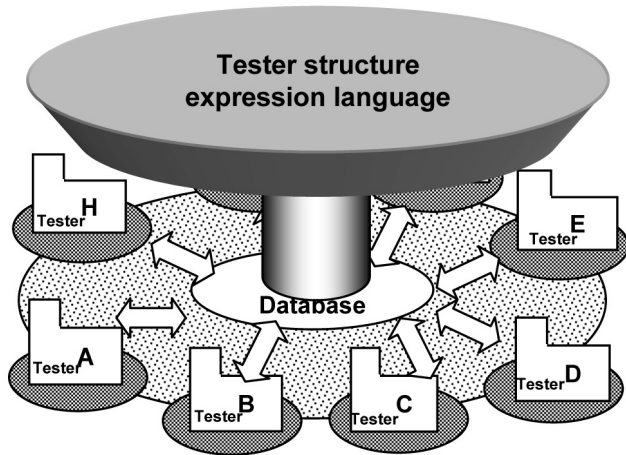 Tester structure
expression language
Tester H
Tester E
Database
Tester A
Tester B
Tester C
Tester D